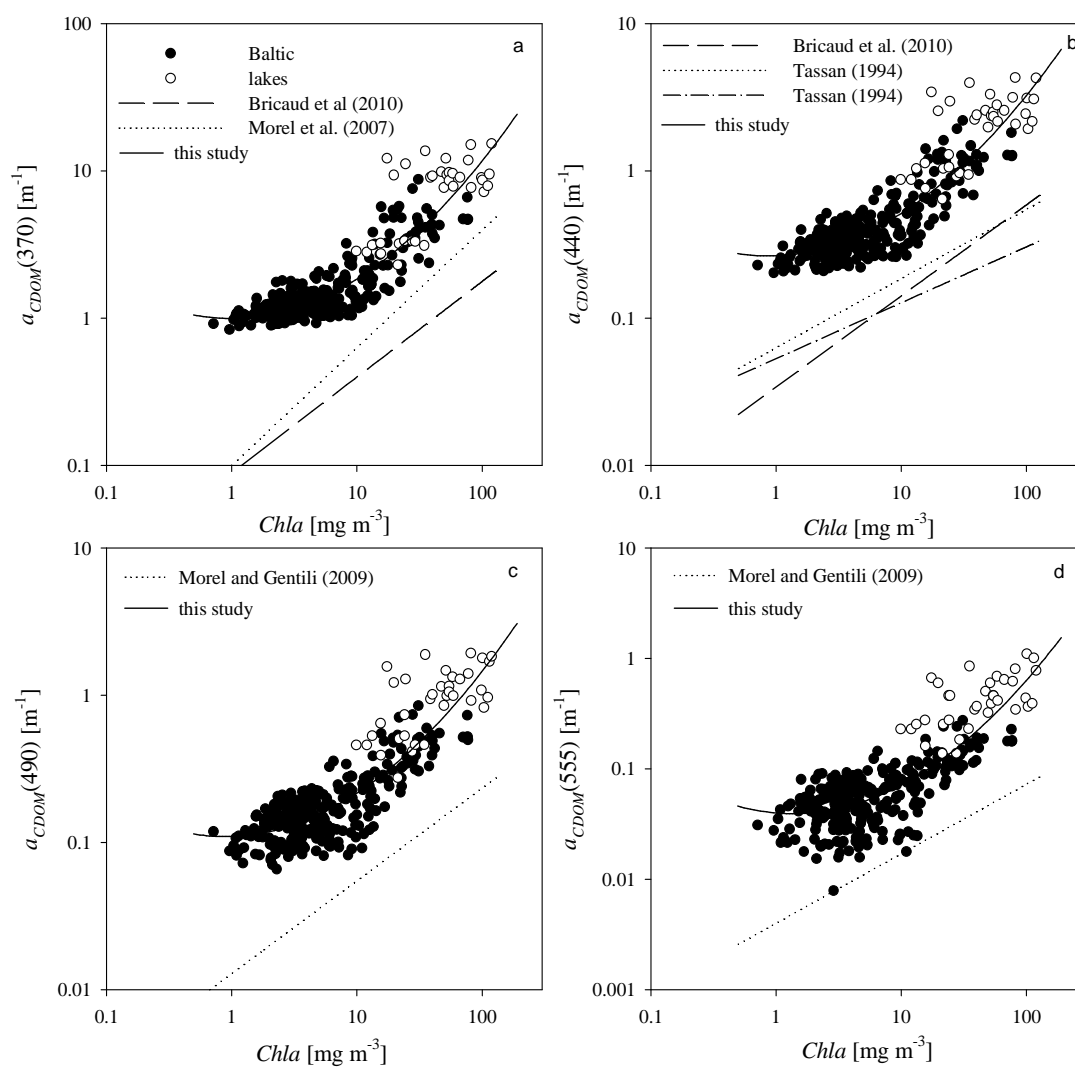 a
Baltic
lakes
Bricaud et al (2010)
Morel et al. (2007)
this study
100
10
1
0.1
a_CDOM(370) [m⁻¹]
0.1 1 10 100
Chla [mg m⁻³]
b
Bricaud et al. (2010)
Tassan (1994)
Tassan (1994)
this study
10
1
0.1
0.01
a_CDOM(440) [m⁻¹]
0.1 1 10 100
Chla [mg m⁻³]
c
Morel and Gentili (2009)
this study
10
1
0.1
0.01
a_CDOM(490) [m⁻¹]
0.1 1 10 100
Chla [mg m⁻³]
d
Morel and Gentili (2009)
this study
10
1
0.1
0.01
0.001
a_CDOM(555) [m⁻¹]
0.1 1 10 100
Chla [mg m⁻³]